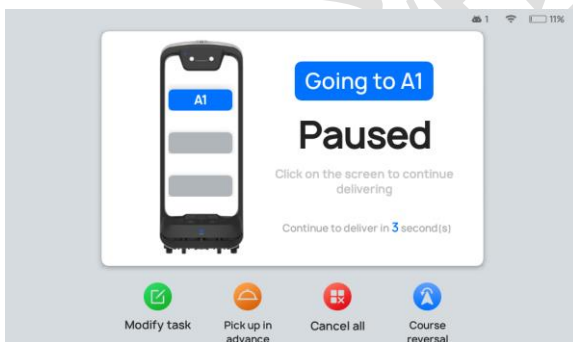 1 11%
Going to A1
A1
Paused
Click on the screen to continue
delivering
Continue to deliver in 3 second(s)
Modify task
Pick up in
advance
Cancel all
Course
reversal